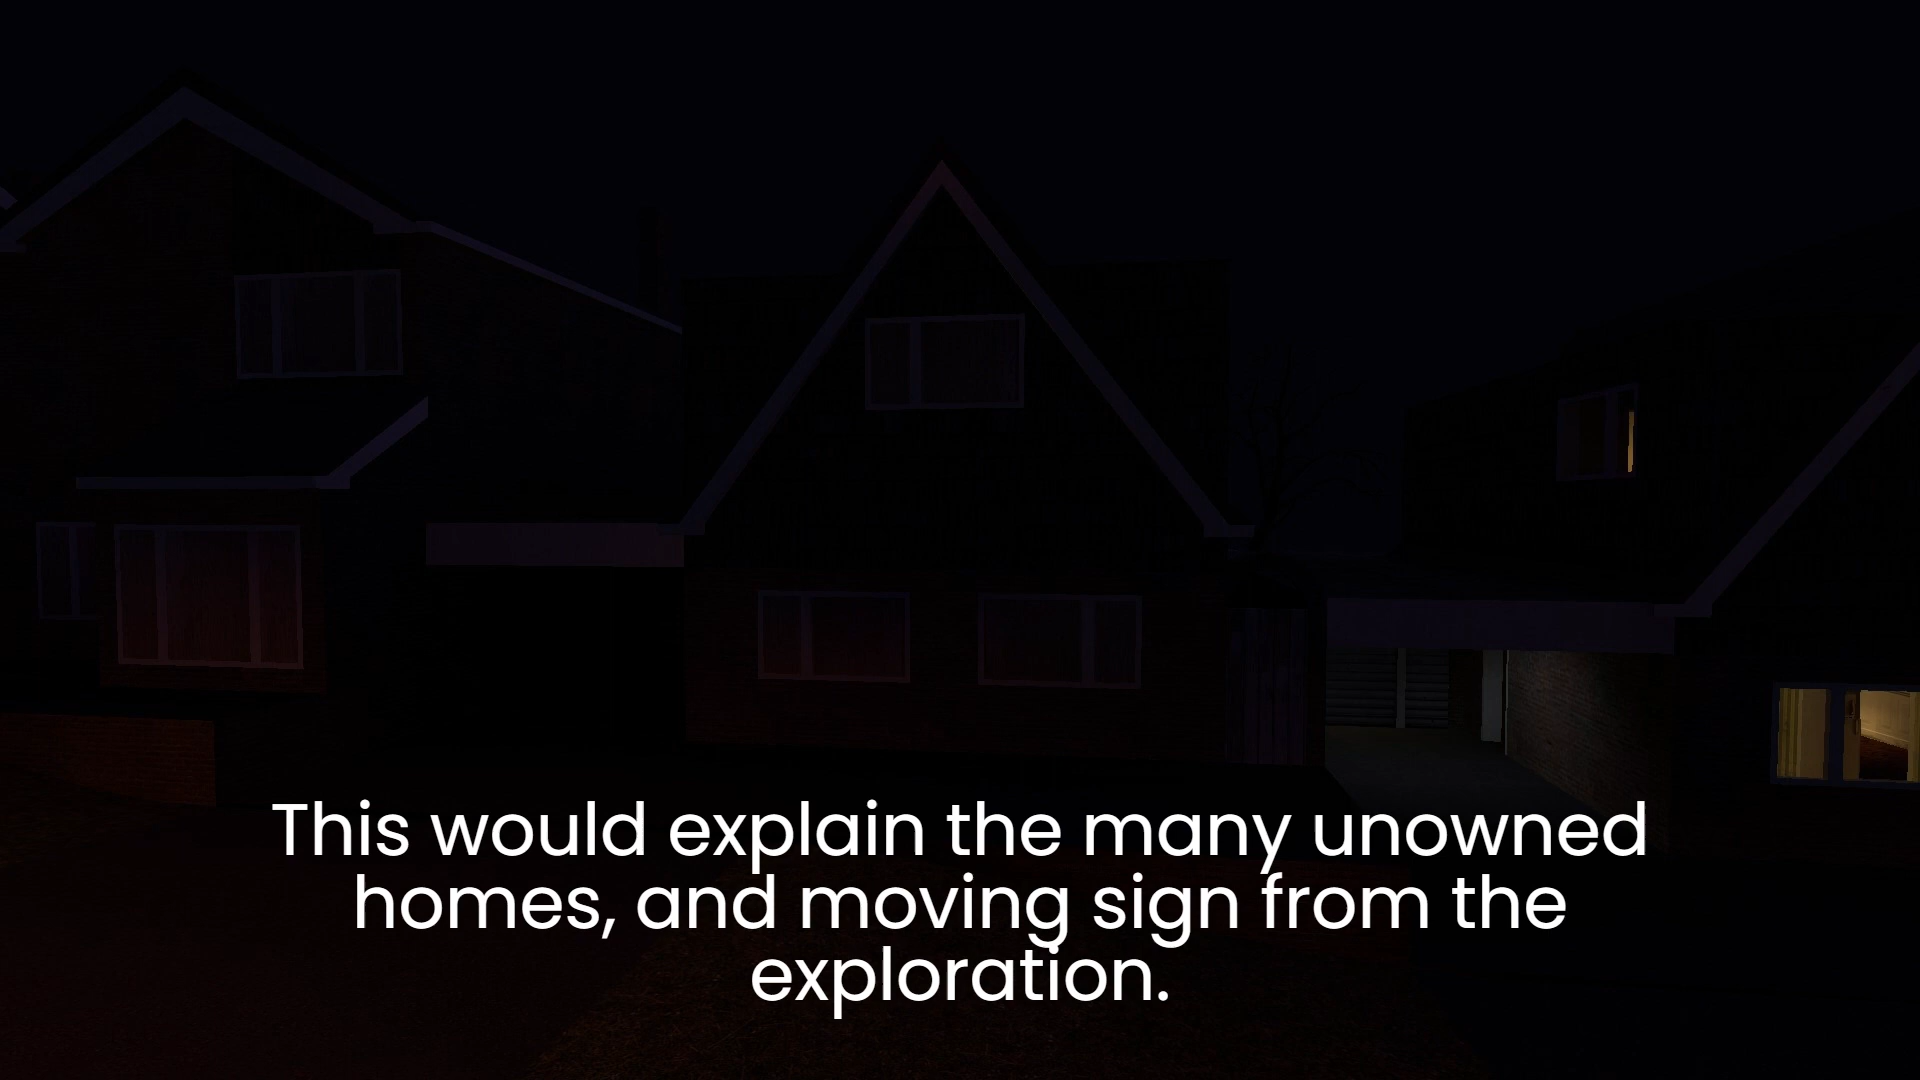 This would explain the many unowned
homes, and moving sign from the
exploration.